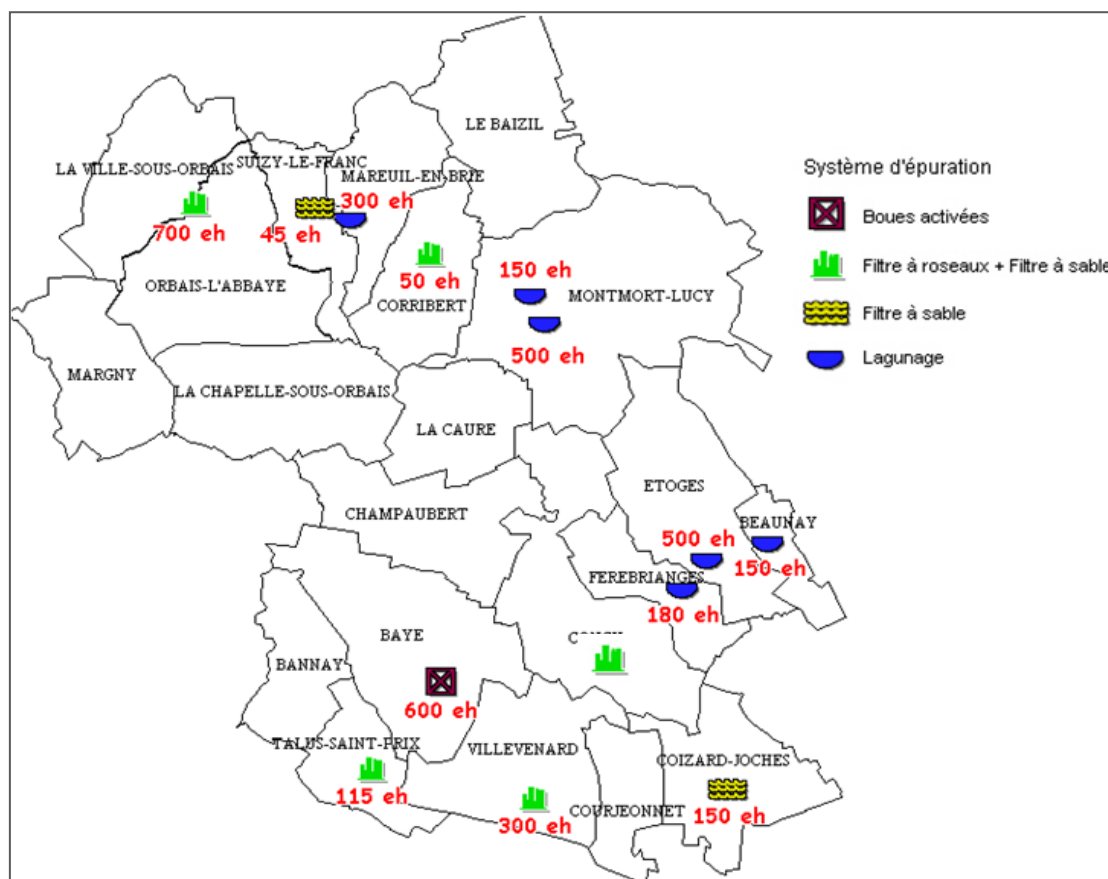 LE BAIZIL
SUIZY-LE-FRANC
LA VILLE-SOUS-ORBAIS
MAREUIL-EN-BRIE
Système d'épuration
300 eh
Boues activées
700 eh
45 eh
Filtre à roseaux + Filtre à sable
150 eh
50 eh
ORBAIS-L'ABBAYE
CORRIBERT
MONTMORT-LUCY
Filtre à sable
500 eh
Lagunage
MARGNY
LA CHAPELLE-SOUS-ORBAIS
LA CAURE
ETOGES
CHAMPAUBERT
BEAUNAY
500 eh
150 eh
FEREBRIANGES
180 eh
BAYE
BANNAY
600 eh
TALUS-SAINT-PRIX
VILLEVENARD
COIZARD-JOCHES
115 eh
300 eh
COURJEONNET
150 eh